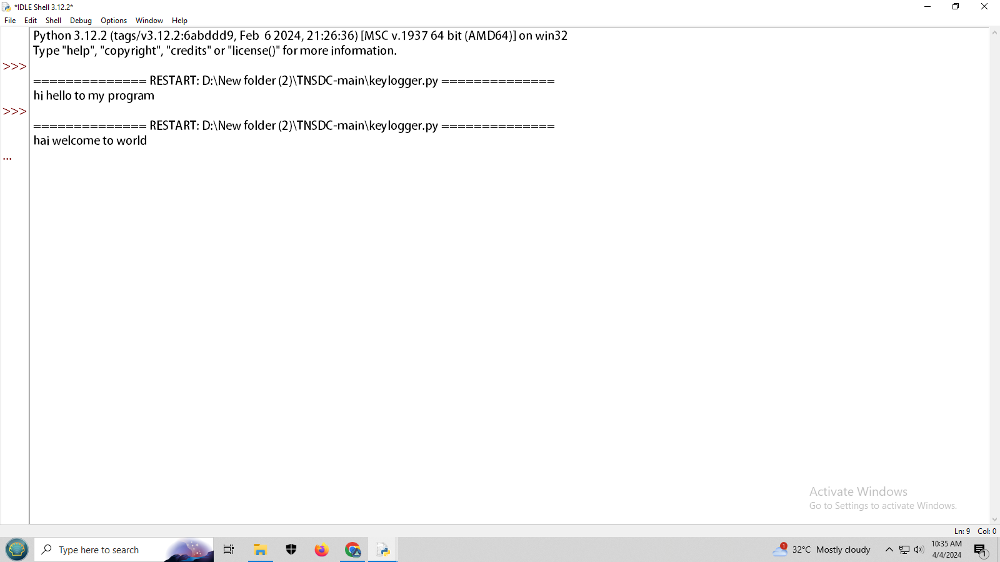 *IDLE Shell 3.12.2*
File Edit Shell Debug Options Window Help
Python 3.12.2 (tags/v3.12.2:6abddd9, Feb  6 2024, 21:26:36) [MSC v.1937 64 bit (AMD64)] on win32
Type "help", "copyright", "credits" or "license()" for more information.
>>>
============== RESTART: D:\New folder (2)\TNSDC-main\keylogger.py ==============
hi hello to my program
>>>
============== RESTART: D:\New folder (2)\TNSDC-main\keylogger.py ==============
hai welcome to world
...
Activate Windows
Go to Settings to activate Windows.
Ln: 9 Col: 0
Type here to search
1
32°C Mostly cloudy
10:35 AM
4/4/2024
1